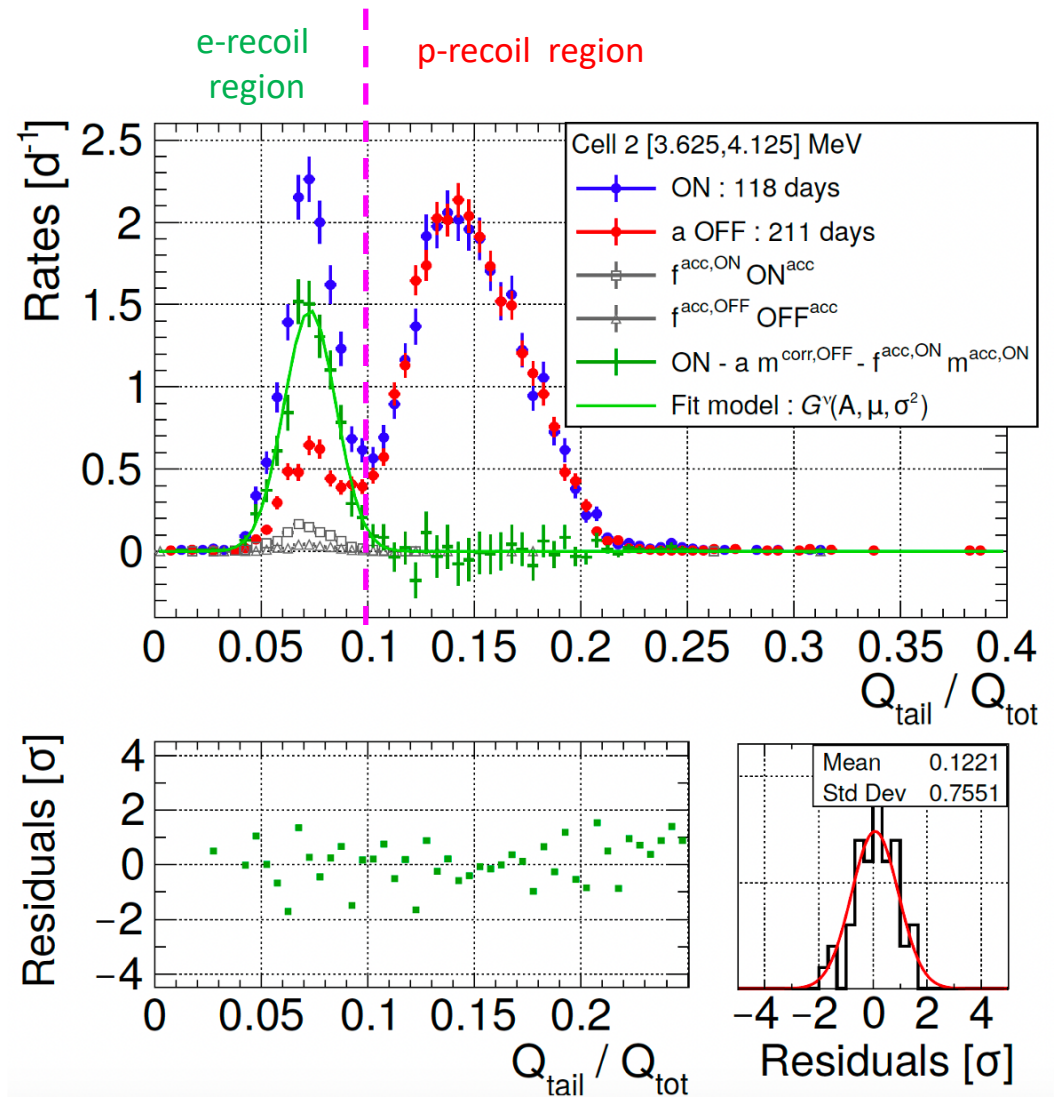 e-recoil
region
p-recoil region
Rates [d⁻¹]
2.5
2
1.5
1
0.5
0
Cell 2 [3.625,4.125] MeV
ON : 118 days
a OFF : 211 days
f^acc,ON ON^acc
f^acc,OFF OFF^acc
ON - a m^corr,OFF - f^acc,ON m^acc,ON
Fit model : G^ν(A, μ, σ²)
0 0.05 0.1 0.15 0.2 0.25 0.3 0.35 0.4
Q_tail / Q_tot
Residuals [σ]
4
2
0
−2
−4
0 0.05 0.1 0.15 0.2
Q_tail / Q_tot
Mean 0.1221
Std Dev 0.7551
−4 −2 0 2 4
Residuals [σ]